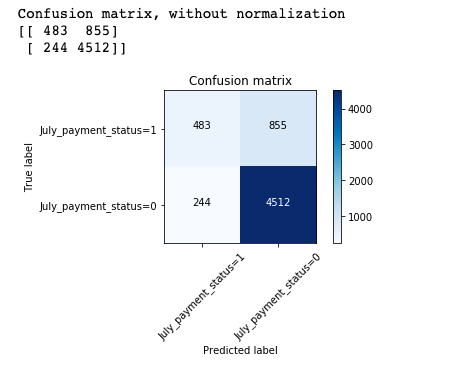 Confusion matrix, without normalization
[[ 483  855]
 [ 244 4512]]
Confusion matrix
True label
July_payment_status=1
483
855
4000
3000
2000
1000
July_payment_status=0
244
4512
July_payment_status=1
July_payment_status=0
Predicted label